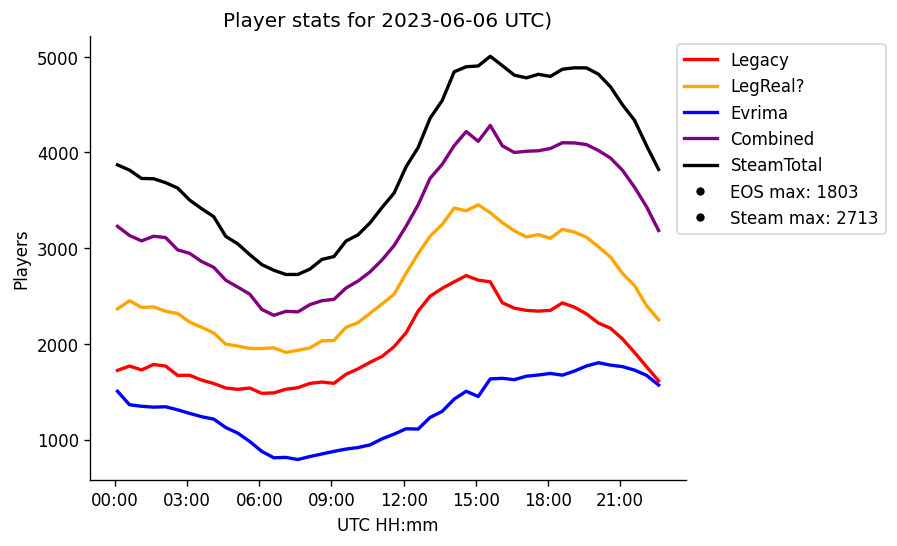 Player stats for 2023-06-06 UTC)
Players
5000
4000
3000
2000
1000
00:00 03:00 06:00 09:00 12:00 15:00 18:00 21:00
UTC HH:mm
Legacy
LegReal?
Evrima
Combined
SteamTotal
EOS max: 1803
Steam max: 2713